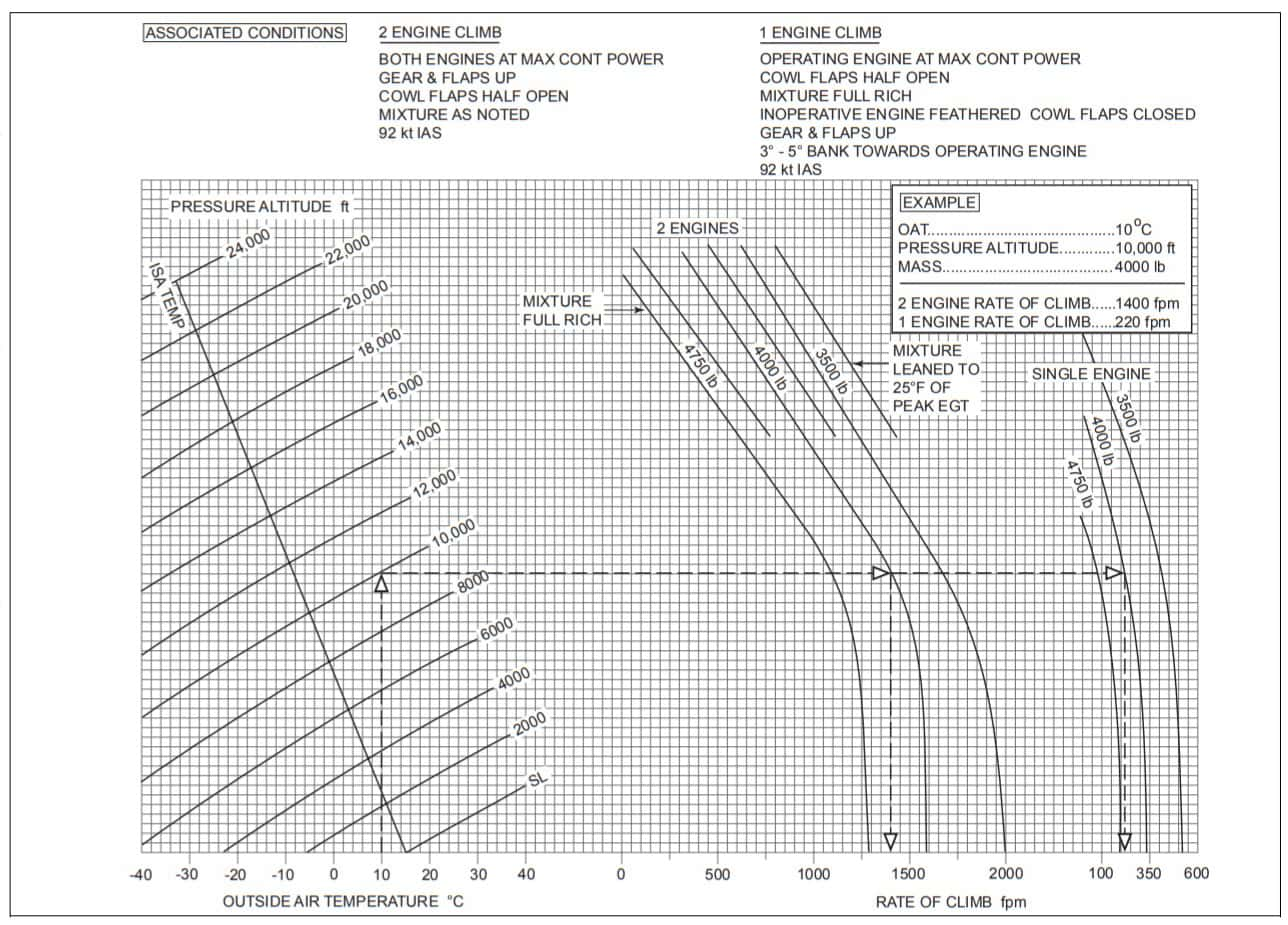 ASSOCIATED CONDITIONS
2 ENGINE CLIMB
BOTH ENGINES AT MAX CONT POWER
GEAR & FLAPS UP
COWL FLAPS HALF OPEN
MIXTURE AS NOTED
92 kt IAS
1 ENGINE CLIMB
OPERATING ENGINE AT MAX CONT POWER
COWL FLAPS HALF OPEN
MIXTURE FULL RICH
INOPERATIVE ENGINE FEATHERED COWL FLAPS CLOSED
GEAR & FLAPS UP
3° - 5° BANK TOWARDS OPERATING ENGINE
92 kt IAS
PRESSURE ALTITUDE ft
24,000
22,000
20,000
18,000
16,000
14,000
12,000
10,000
8000
6000
4000
2000
SL
ISA TEMP
2 ENGINES
MIXTURE
FULL RICH
4750 lb
4000 lb
3500 lb
MIXTURE
LEANED TO
25°F OF
PEAK EGT
EXAMPLE
OAT.......................................10°C
PRESSURE ALTITUDE.............10,000 ft
MASS........................................4000 lb
2 ENGINE RATE OF CLIMB......1400 fpm
1 ENGINE RATE OF CLIMB......220 fpm
SINGLE ENGINE
3500 lb
4000 lb
4750 lb
-40 -30 -20 -10 0 10 20 30 40
OUTSIDE AIR TEMPERATURE °C
0 500 1000 1500 2000
100 350 600
RATE OF CLIMB fpm